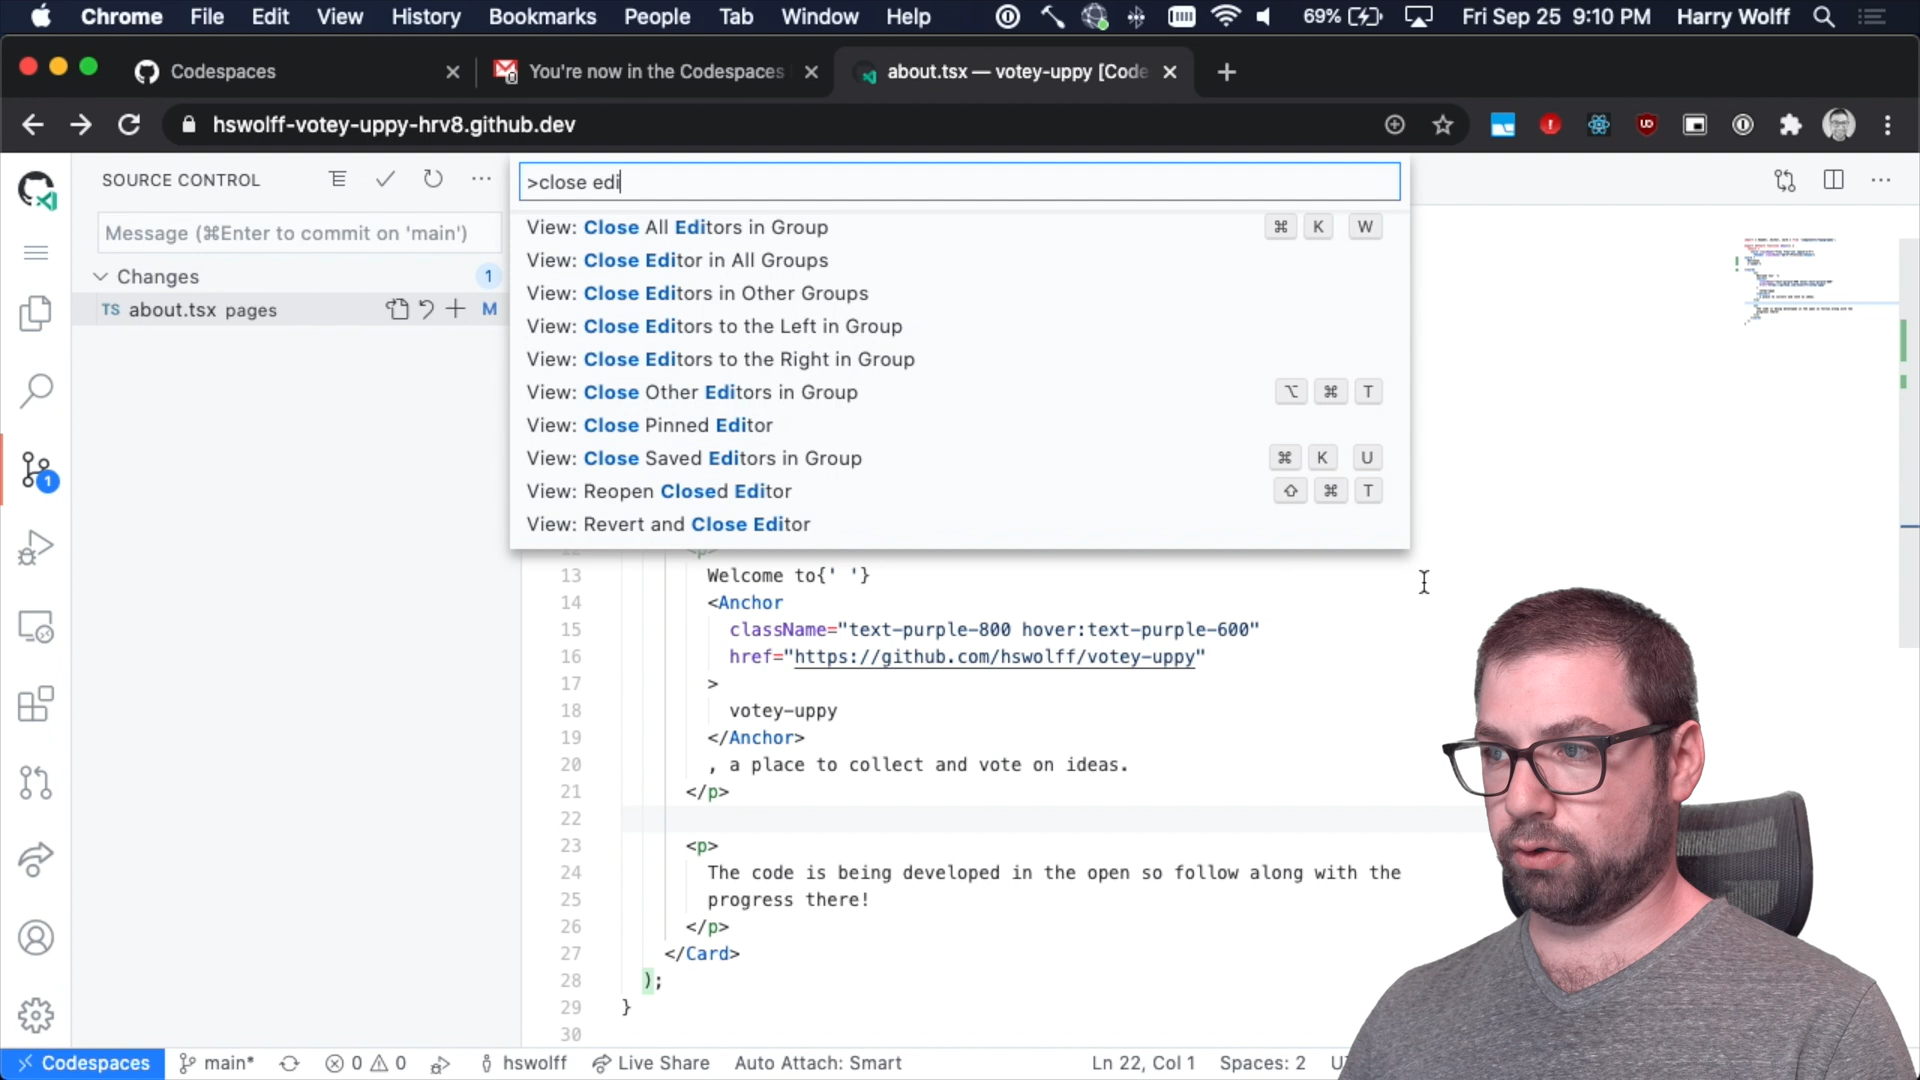 Chrome File Edit View History Bookmarks People Tab Window Help 69% Fri Sep 25 9:10 PM Harry Wolff
Codespaces You're now in the Codespaces about.tsx — votey-uppy [Code
hswolff-votey-uppy-hrv8.github.dev
SOURCE CONTROL
Message (⌘Enter to commit on 'main')
Changes 1
TS about.tsx pages M
1
>close edi
View: Close All Editors in Group ⌘ K W
View: Close Editor in All Groups
View: Close Editors in Other Groups
View: Close Editors to the Left in Group
View: Close Editors to the Right in Group
View: Close Other Editors in Group ⌥ ⌘ T
View: Close Pinned Editor
View: Close Saved Editors in Group ⌘ K U
View: Reopen Closed Editor ⇧ ⌘ T
View: Revert and Close Editor
13 Welcome to{' '}
14 <Anchor
15 className="text-purple-800 hover:text-purple-600"
16 href="https://github.com/hswolff/votey-uppy"
17 >
18 votey-uppy
19 </Anchor>
20 , a place to collect and vote on ideas.
21 </p>
22
23 <p>
24 The code is being developed in the open so follow along with the
25 progress there!
26 </p>
27 </Card>
28 );
29 }
30
Codespaces main* 0 0 hswolff Live Share Auto Attach: Smart Ln 22, Col 1 Spaces: 2